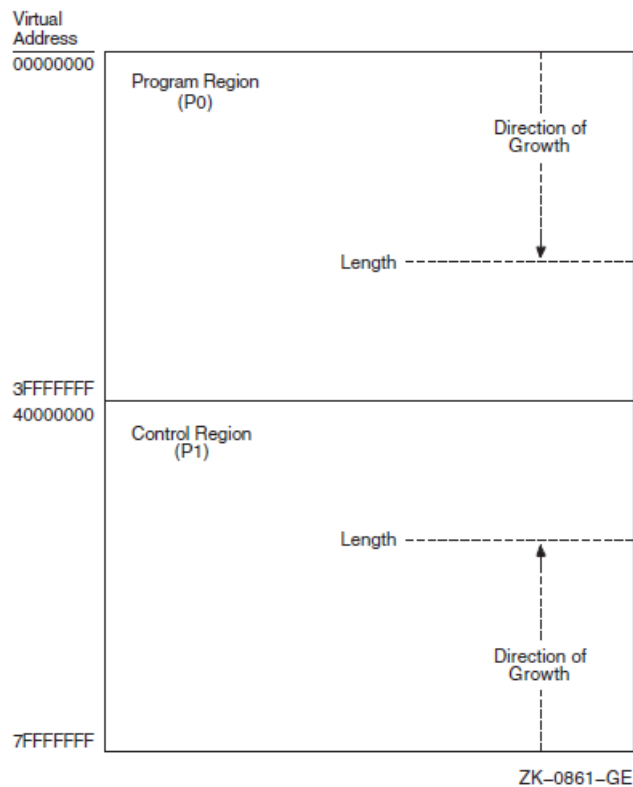 Virtual
Address
00000000
Program Region
(P0)
Direction of
Growth
Length
3FFFFFFF
40000000
Control Region
(P1)
Length
Direction of
Growth
7FFFFFFF
ZK–0861–GE